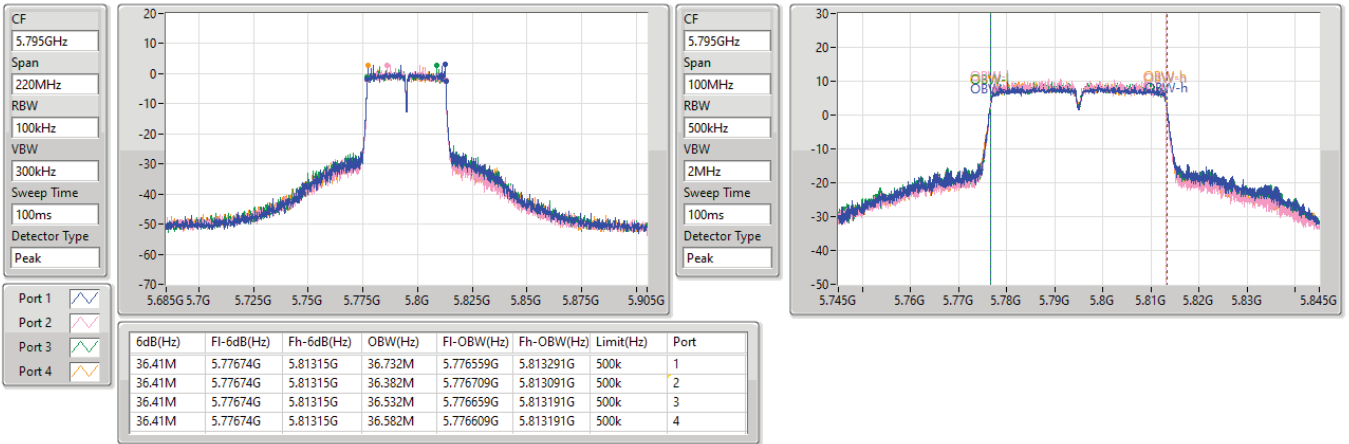 CF
5.795GHz
Span
220MHz
RBW
100kHz
VBW
300kHz
Sweep Time
100ms
Detector Type
Peak
20
10
0
-10
-20
-30
-40
-50
-60
-70
5.685G 5.7G 5.725G 5.75G 5.775G 5.8G 5.825G 5.85G 5.875G 5.905G
CF
5.795GHz
Span
100MHz
RBW
500kHz
VBW
2MHz
Sweep Time
100ms
Detector Type
Peak
30
20
10
0
-10
-20
-30
-40
-50
OBW-h
OBW-h
5.745G 5.76G 5.77G 5.78G 5.79G 5.8G 5.81G 5.82G 5.83G 5.845G
Port 1
Port 2
Port 3
Port 4
6dB(Hz) Fl-6dB(Hz) Fh-6dB(Hz) OBW(Hz) Fl-OBW(Hz) Fh-OBW(Hz) Limit(Hz) Port
36.41M 5.77674G 5.81315G 36.732M 5.776559G 5.813291G 500k 1
36.41M 5.77674G 5.81315G 36.382M 5.776709G 5.813091G 500k 2
36.41M 5.77674G 5.81315G 36.532M 5.776659G 5.813191G 500k 3
36.41M 5.77674G 5.81315G 36.582M 5.776609G 5.813191G 500k 4